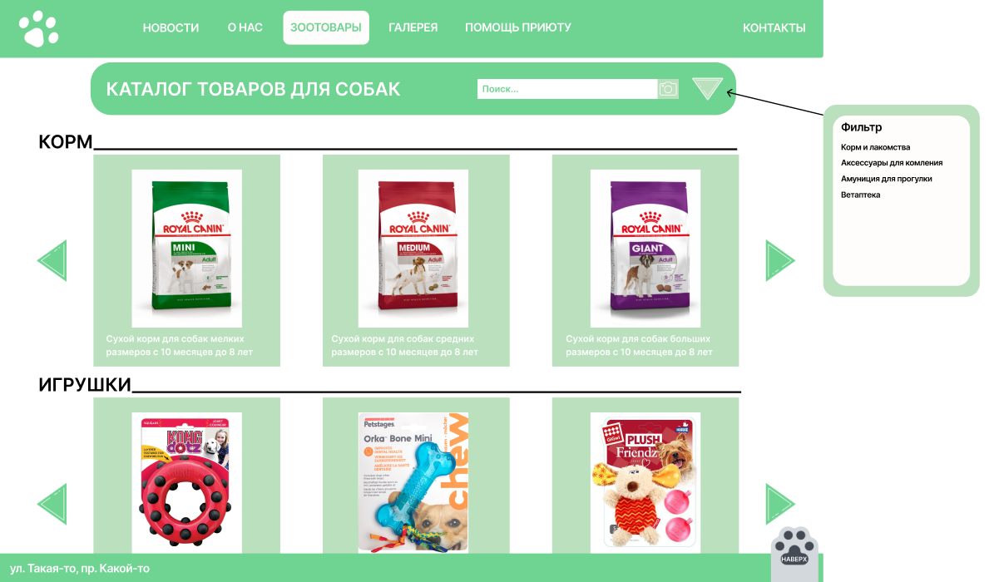 НОВОСТИ О НАС ЗООТОВАРЫ ГАЛЕРЕЯ ПОМОЩЬ ПРИЮТУ КОНТАКТЫ
КАТАЛОГ ТОВАРОВ ДЛЯ СОБАК
Поиск...
Фильтр
Корм и лакомства
Аксессуары для комления
Амуниция для прогулки
Ветаптека
КОРМ
ROYAL CANIN
MINI
Adult
ROYAL CANIN
MEDIUM
Adult
ROYAL CANIN
GIANT
Adult
Сухой корм для собак мелких
размеров с 10 месяцев до 8 лет
Сухой корм для собак средних
размеров с 10 месяцев до 8 лет
Сухой корм для собак больших
размеров с 10 месяцев до 8 лет
ИГРУШКИ
KONG
dotz
Petstages
Orka Bone Mini
chew
GiGwi
PLUSH
Friendz
НАВЕРХ
ул. Такая-то, пр. Какой-то